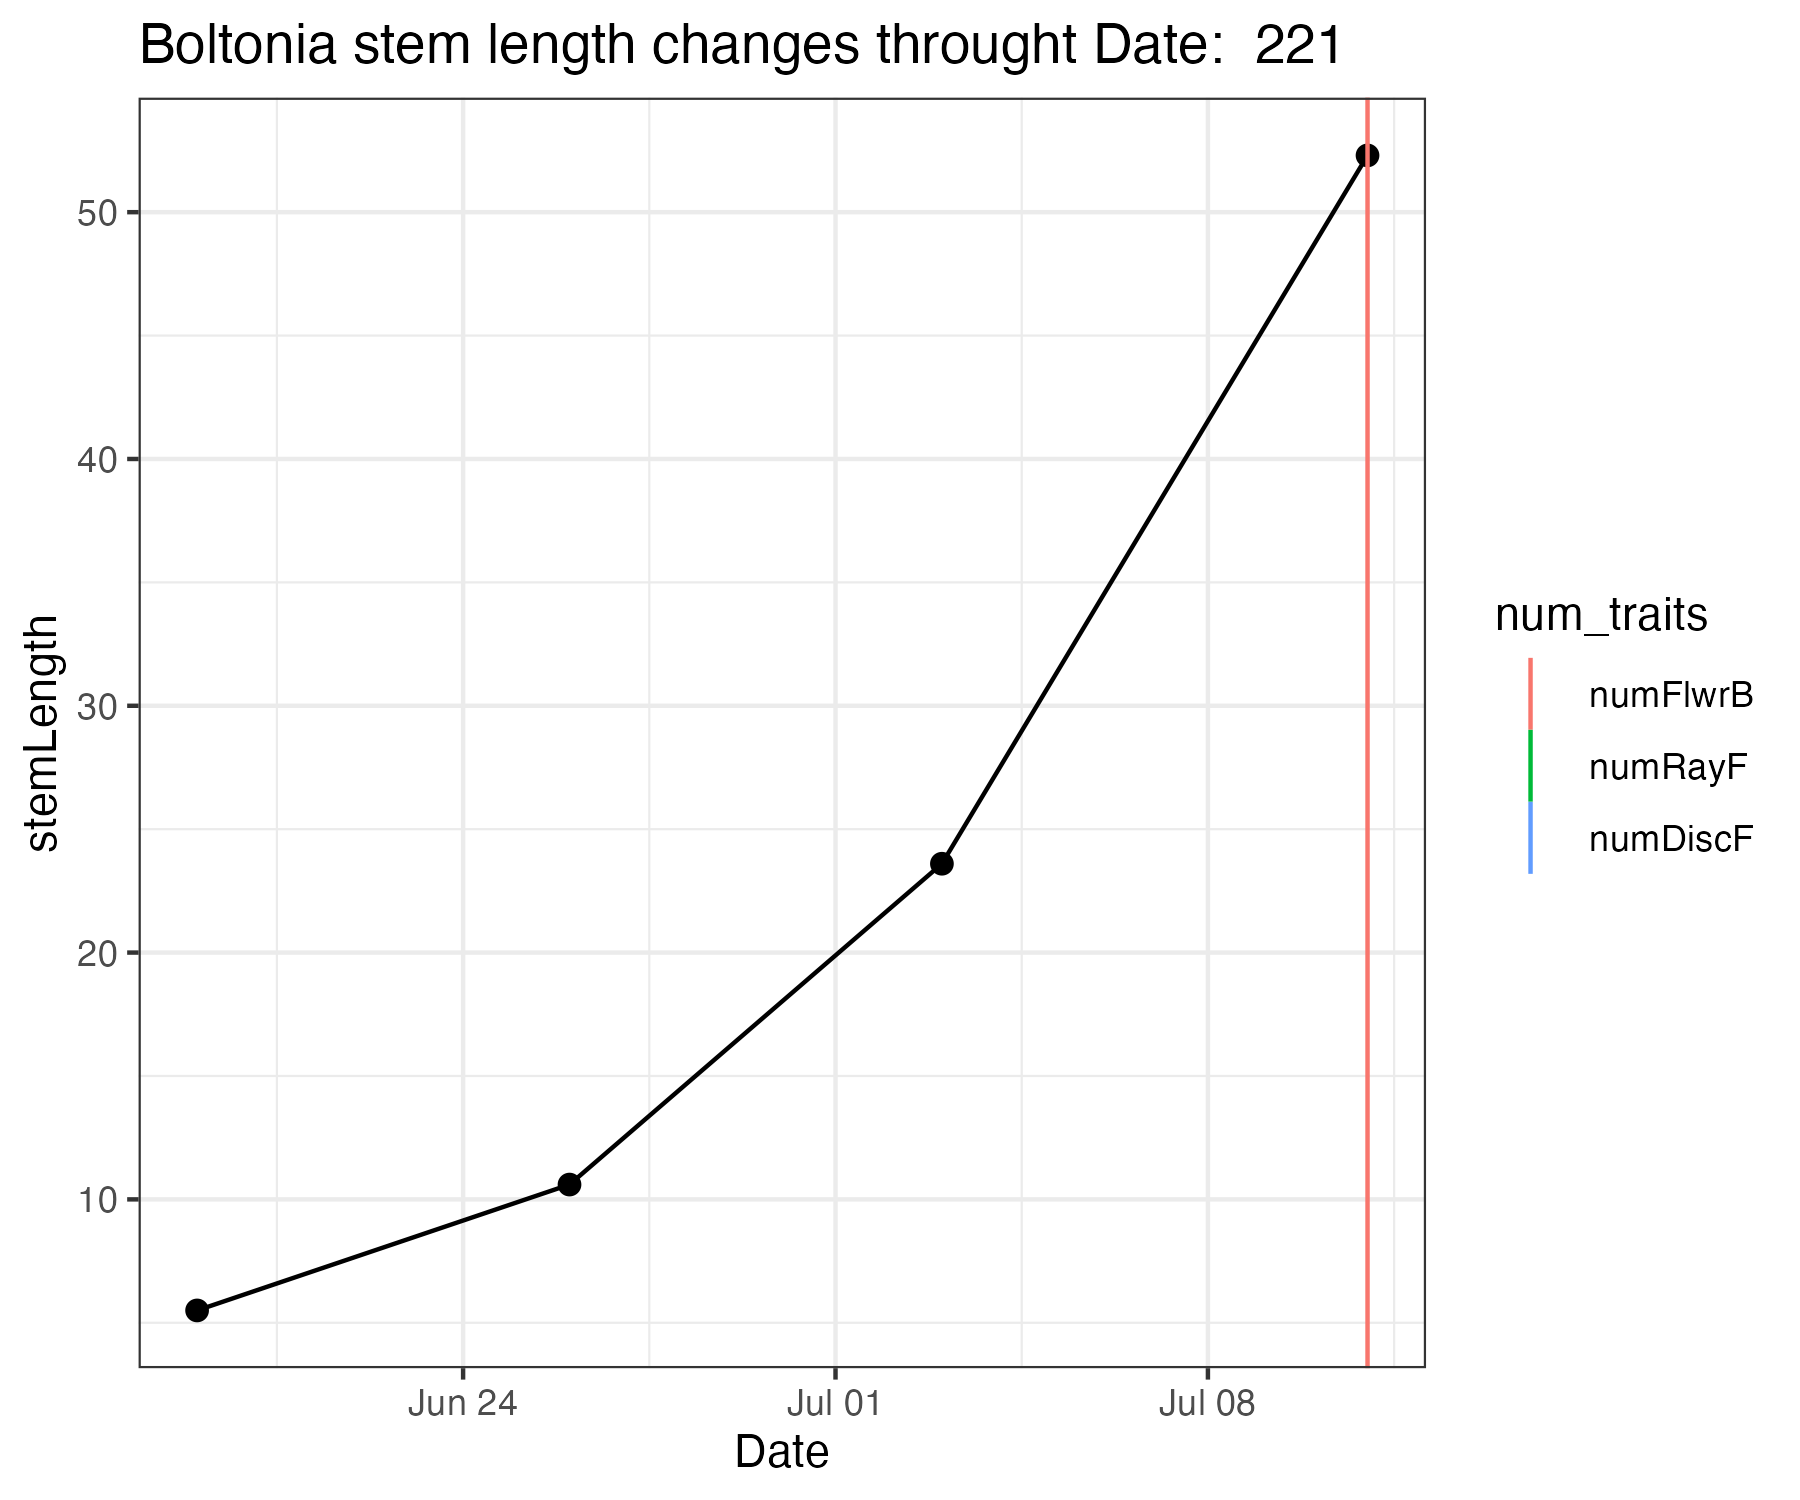 Boltonia stem length changes throught Date:  221
50
40
30
20
10
stemLength
Jun 24
Jul 01
Jul 08
Date
num_traits
numFlwrB
numRayF
numDiscF